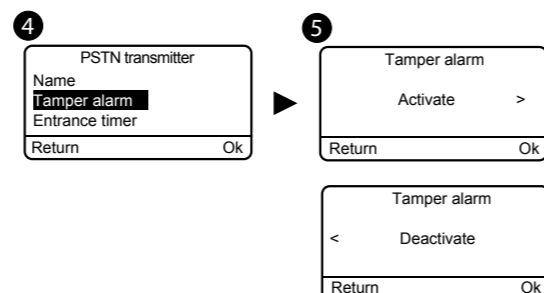 4
PSTN transmitter
Name
Tamper alarm
Entrance timer
Return Ok
5
Tamper alarm
Activate >
Return Ok
Tamper alarm
< Deactivate
Return Ok